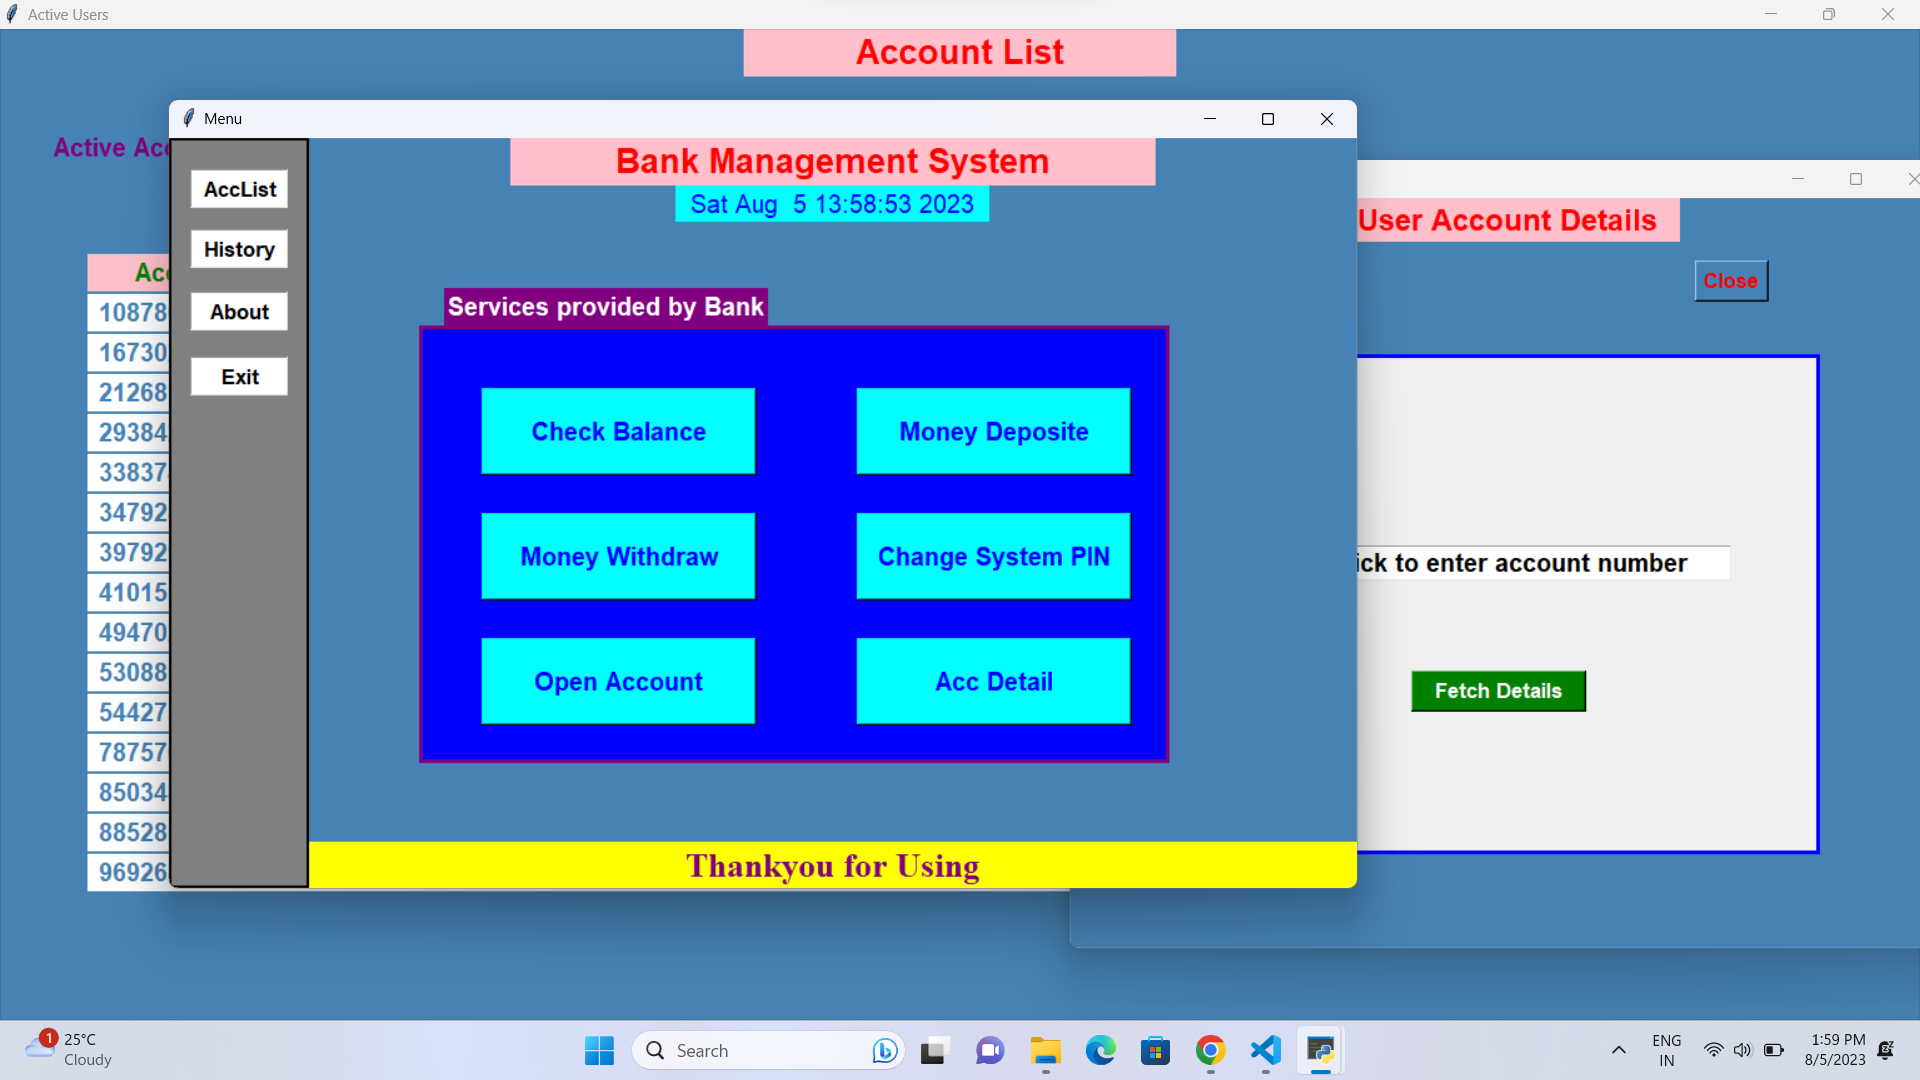 Active Users
Account List
Menu
Bank Management System
Sat Aug  5 13:58:53 2023
Active
AccList
History
About
Exit
User Account Details
Close
Services provided by Bank
Check Balance
Money Deposite
Money Withdraw
Change System PIN
Open Account
Acc Detail
10878
16730
21268
29384
33837
34792
39792
41015
49470
53088
54427
78757
85034
88528
96926
to enter account number
Fetch Details
Thankyou for Using
1
25°C
Cloudy
Search
ENG
IN
1:59 PM
8/5/2023